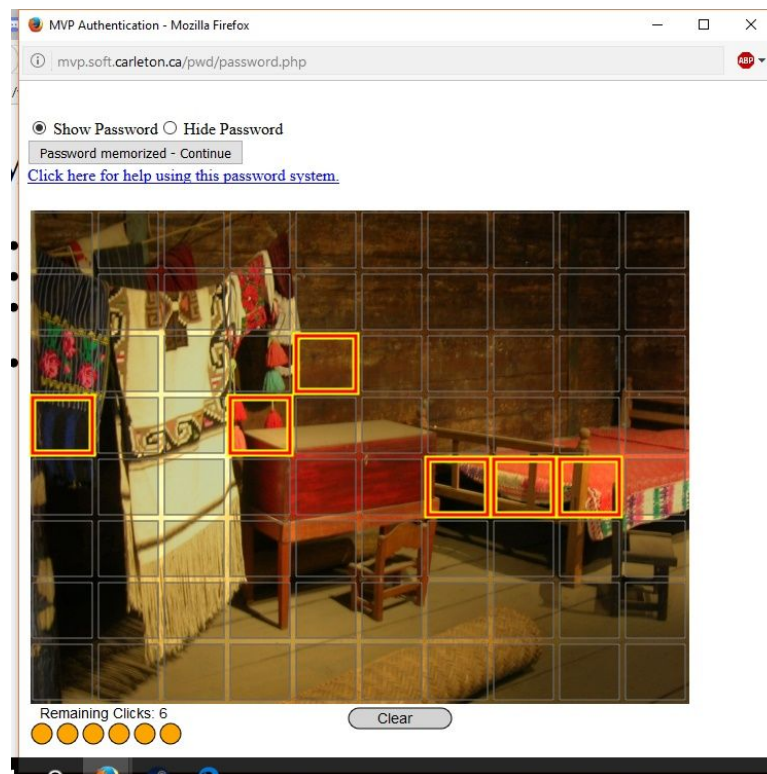 MVP Authentication - Mozilla Firefox
mvp.soft.carleton.ca/pwd/password.php
ABP
Show Password Hide Password
Password memorized - Continue
Click here for help using this password system.
Remaining Clicks: 6
Clear